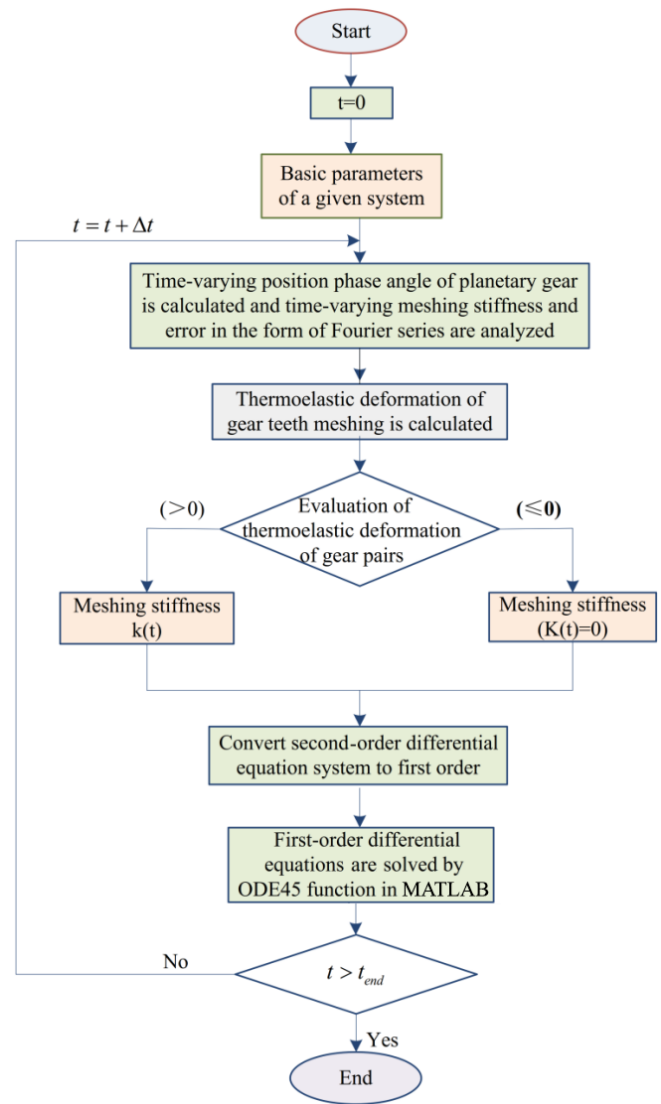 Start
t=0
Basic parameters
of a given system
t = t + Δt
Time-varying position phase angle of planetary gear
is calculated and time-varying meshing stiffness and
error in the form of Fourier series are analyzed
Thermoelastic deformation of
gear teeth meshing is calculated
(>0)
Evaluation of
thermoelastic deformation
of gear pairs
(≤0)
Meshing stiffness
k(t)
Meshing stiffness
(K(t)=0)
Convert second-order differential
equation system to first order
First-order differential
equations are solved by
ODE45 function in MATLAB
No
t > t_end
Yes
End